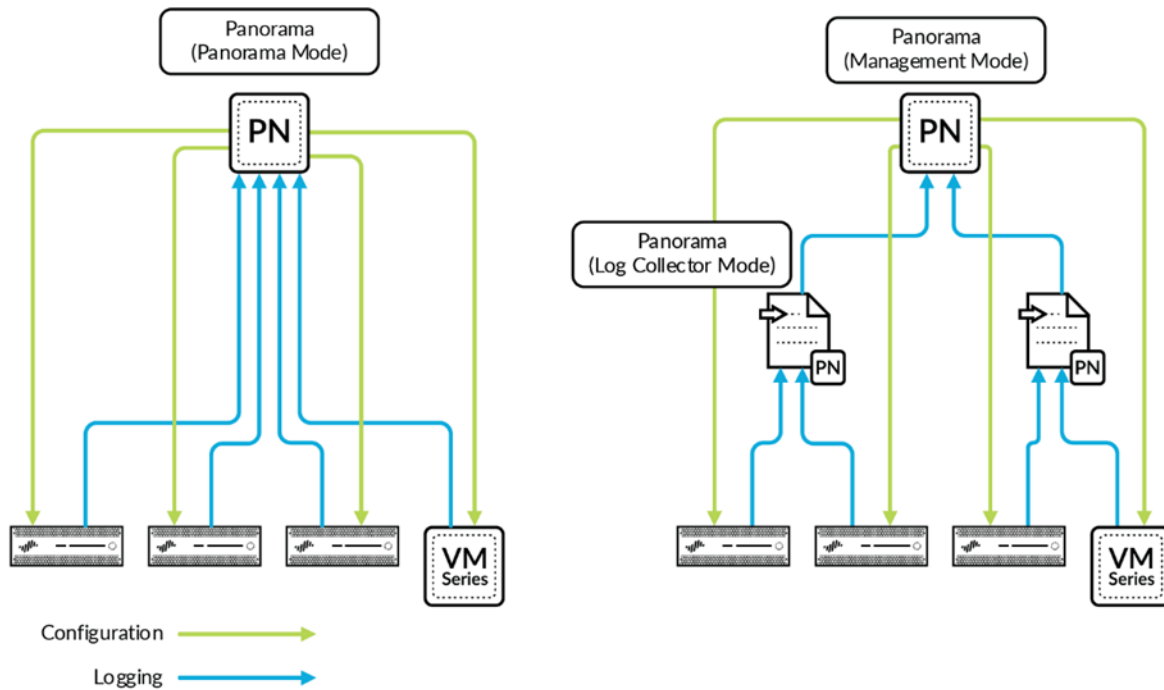 Panorama
(Panorama Mode)
PN
VM
Series
Panorama
(Management Mode)
PN
Panorama
(Log Collector Mode)
PN
PN
VM
Series
Configuration
Logging